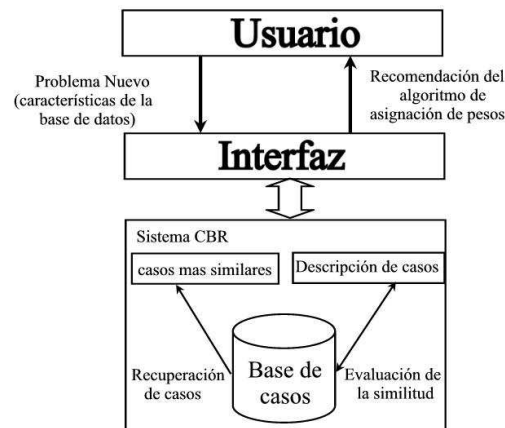 Usuario
Problema Nuevo
(características de la
base de datos)
Recomendación del
algoritmo de
asignación de pesos
Interfaz
Sistema CBR
casos mas similares
Descripción de casos
Recuperación
de casos
Base de
casos
Evaluación de
la similitud